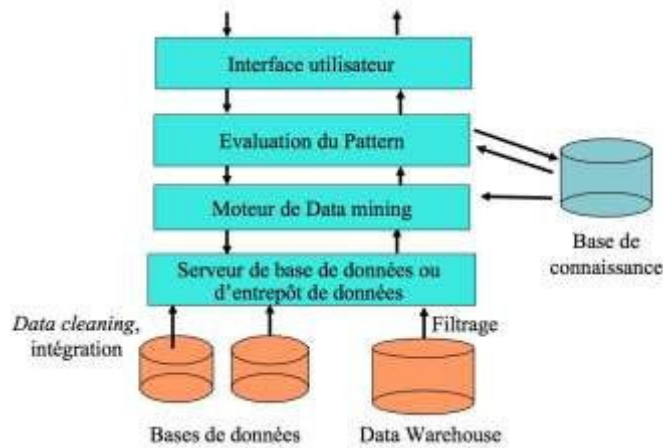 Interface utilisateur
Evaluation du Pattern
Moteur de Data mining
Base de
connaissance
Serveur de base de données ou
d'entrepôt de données
Data cleaning,
intégration
Filtrage
Bases de données
Data Warehouse